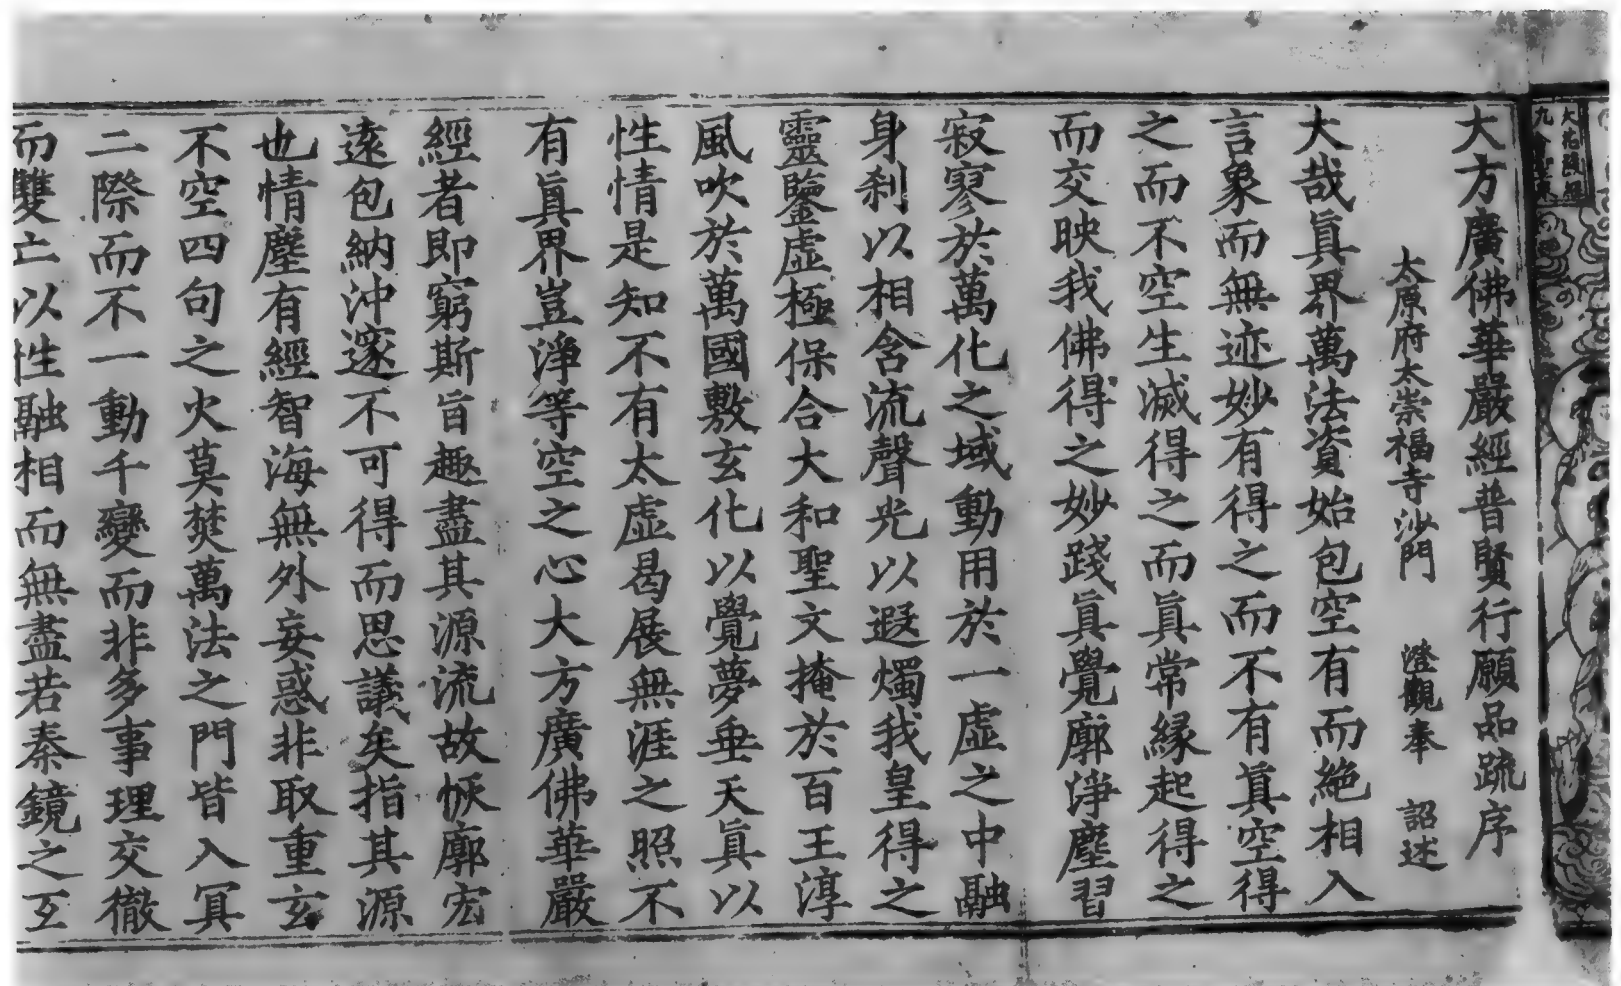 大花嚴經
九會聖衆
大方廣佛華嚴經普賢行願品䟽序
太原府太崇福寺沙門 澄觀奉 詔述
大哉眞界萬法資始包空有而絶相入
言象而無迹妙有得之而不有眞空得
之而不空生滅得之而眞常緣起得之
而交映我佛得之妙踐眞覺廓淨塵習
寂寥於萬化之域動用於一虛之中融
身刹以相含流聲光以遐燭我皇得之
靈鑒虛極保合大和聖文掩於百王淳
風吹於萬國敷玄化以覺夢垂天眞以
性情是知不有太虛曷展無涯之照不
有眞界豈淨等空之心大方廣佛華嚴
經者即窮斯旨趣盡其源流故恢廓宏
遠包納沖邃不可得而思議矣指其源
也情塵有經智海無外妄惑非取重玄
不空四句之火莫焚萬法之門皆入冥
二際而不一動千變而非多事理交徹
而雙亡以性融相而無盡若秦鏡之互